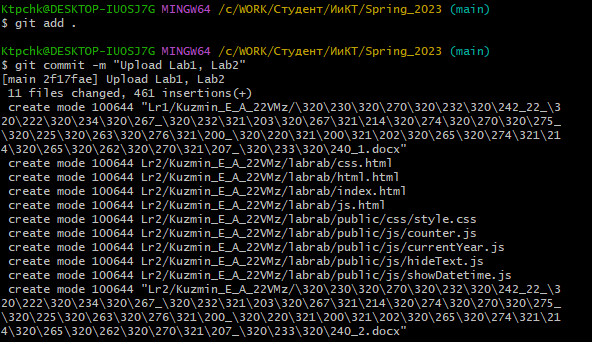 Ktpchk@DESKTOP-IUOSJ7G MINGW64 /c/WORK/Студент/ИиКТ/Spring_2023 (main)
$ git add .
Ktpchk@DESKTOP-IUOSJ7G MINGW64 /c/WORK/Студент/ИиКТ/Spring_2023 (main)
$ git commit -m "Upload Lab1, Lab2"
[main 2f17fae] Upload Lab1, Lab2
 11 files changed, 461 insertions(+)
 create mode 100644 "Lr1/Kuzmin_E_A_22VMz/\320\230\320\270\320\232\320\242_22_\3
20\222\320\234\320\267_\320\232\321\203\320\267\321\214\320\274\320\270\320\275_
\320\225\320\263\320\276\321\200_\320\220\321\200\321\202\320\265\320\274\321\21
4\320\265\320\262\320\270\321\207_\320\233\320\240_1.docx"
 create mode 100644 Lr2/Kuzmin_E_A_22VMz/labrab/css.html
 create mode 100644 Lr2/Kuzmin_E_A_22VMz/labrab/html.html
 create mode 100644 Lr2/Kuzmin_E_A_22VMz/labrab/index.html
 create mode 100644 Lr2/Kuzmin_E_A_22VMz/labrab/js.html
 create mode 100644 Lr2/Kuzmin_E_A_22VMz/labrab/public/css/style.css
 create mode 100644 Lr2/Kuzmin_E_A_22VMz/labrab/public/js/counter.js
 create mode 100644 Lr2/Kuzmin_E_A_22VMz/labrab/public/js/currentYear.js
 create mode 100644 Lr2/Kuzmin_E_A_22VMz/labrab/public/js/hideText.js
 create mode 100644 Lr2/Kuzmin_E_A_22VMz/labrab/public/js/showDatetime.js
 create mode 100644 "Lr2/Kuzmin_E_A_22VMz/\320\230\320\270\320\232\320\242_22_\3
20\222\320\234\320\267_\320\232\321\203\320\267\321\214\320\274\320\270\320\275_
\320\225\320\263\320\276\321\200_\320\220\321\200\321\202\320\265\320\274\321\21
4\320\265\320\262\320\270\321\207_\320\233\320\240_2.docx"